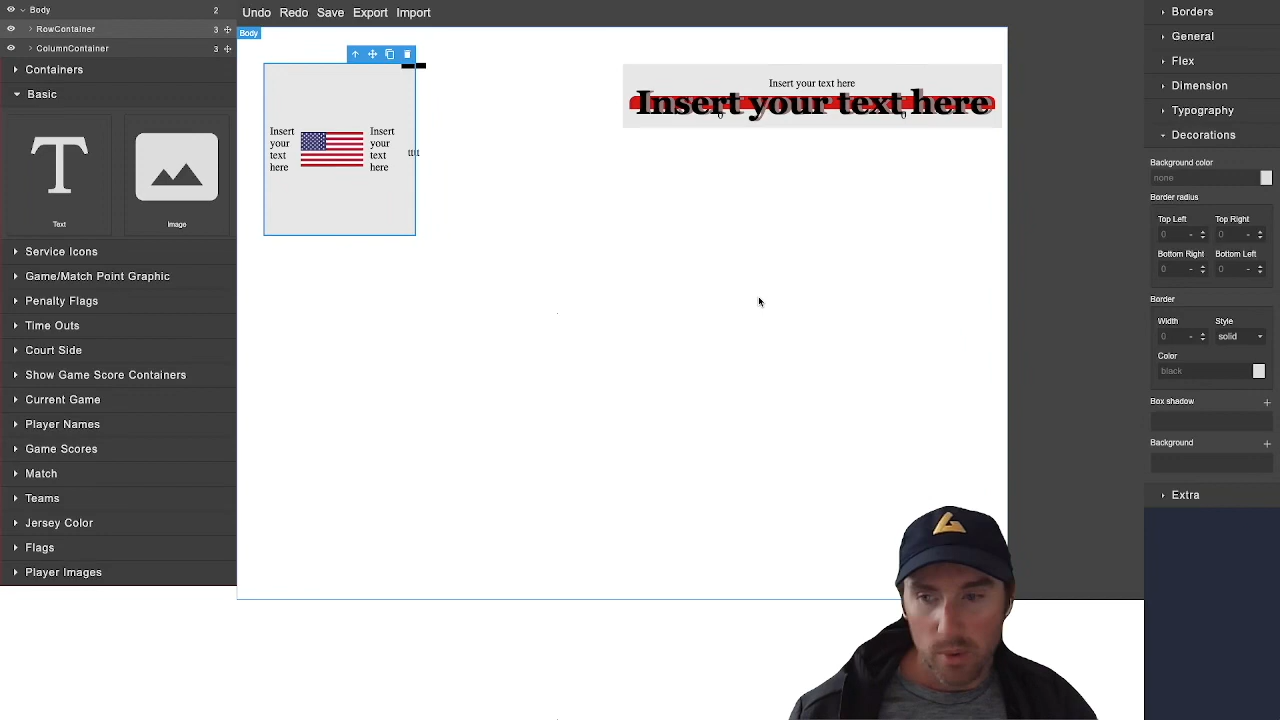 Body
2
RowContainer
3
ColumnContainer
3
Containers
Basic
Text
Image
Service Icons
Game/Match Point Graphic
Penalty Flags
Time Outs
Court Side
Show Game Score Containers
Current Game
Player Names
Game Scores
Match
Teams
Jersey Color
Flags
Player Images
Undo Redo Save Export Import
Body
Insert
your
text
here
Insert
your
text
here
Insert your text here
Insert your text here
0 0
Borders
General
Flex
Dimension
Typography
Decorations
Background color
none
Border radius
Top Left Top Right
0 - 0 -
Bottom Right Bottom Left
0 - 0 -
Border
Width Style
0 - solid
Color
black
Box shadow +
Background +
Extra